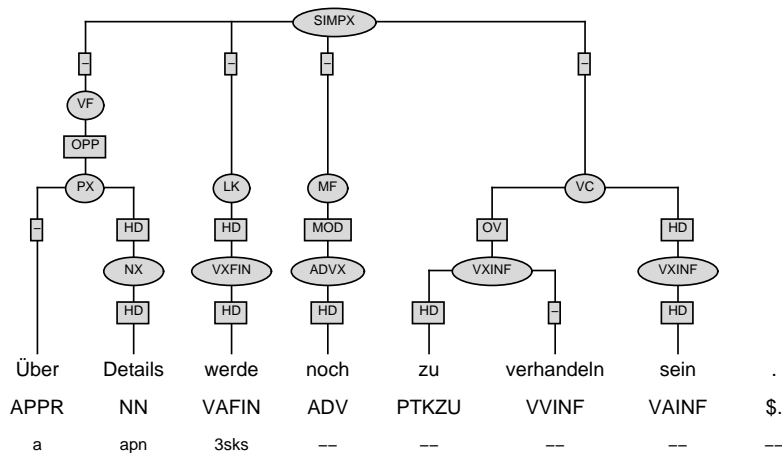 SIMPX
– – – –
VF
OPP
PX LK MF VC
– HD HD MOD OV HD
NX VXFIN ADVX VXINF VXINF
HD HD HD HD – HD
Über Details werde noch zu verhandeln sein .
APPR NN VAFIN ADV PTKZU VVINF VAINF $.
a apn 3sks –– –– –– –– ––